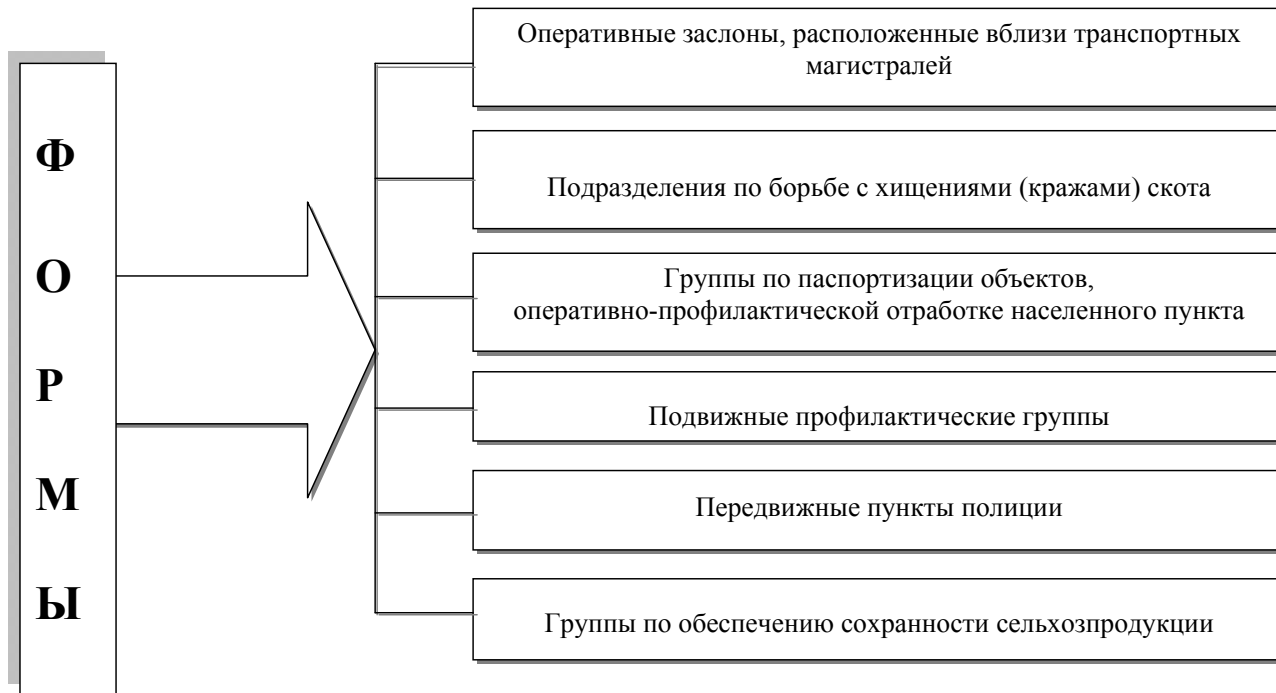 ФОРМЫ
Оперативные заслоны, расположенные вблизи транспортных
магистралей
Подразделения по борьбе с хищениями (кражами) скота
Группы по паспортизации объектов,
оперативно-профилактической отработке населенного пункта
Подвижные профилактические группы
Передвижные пункты полиции
Группы по обеспечению сохранности сельхозпродукции